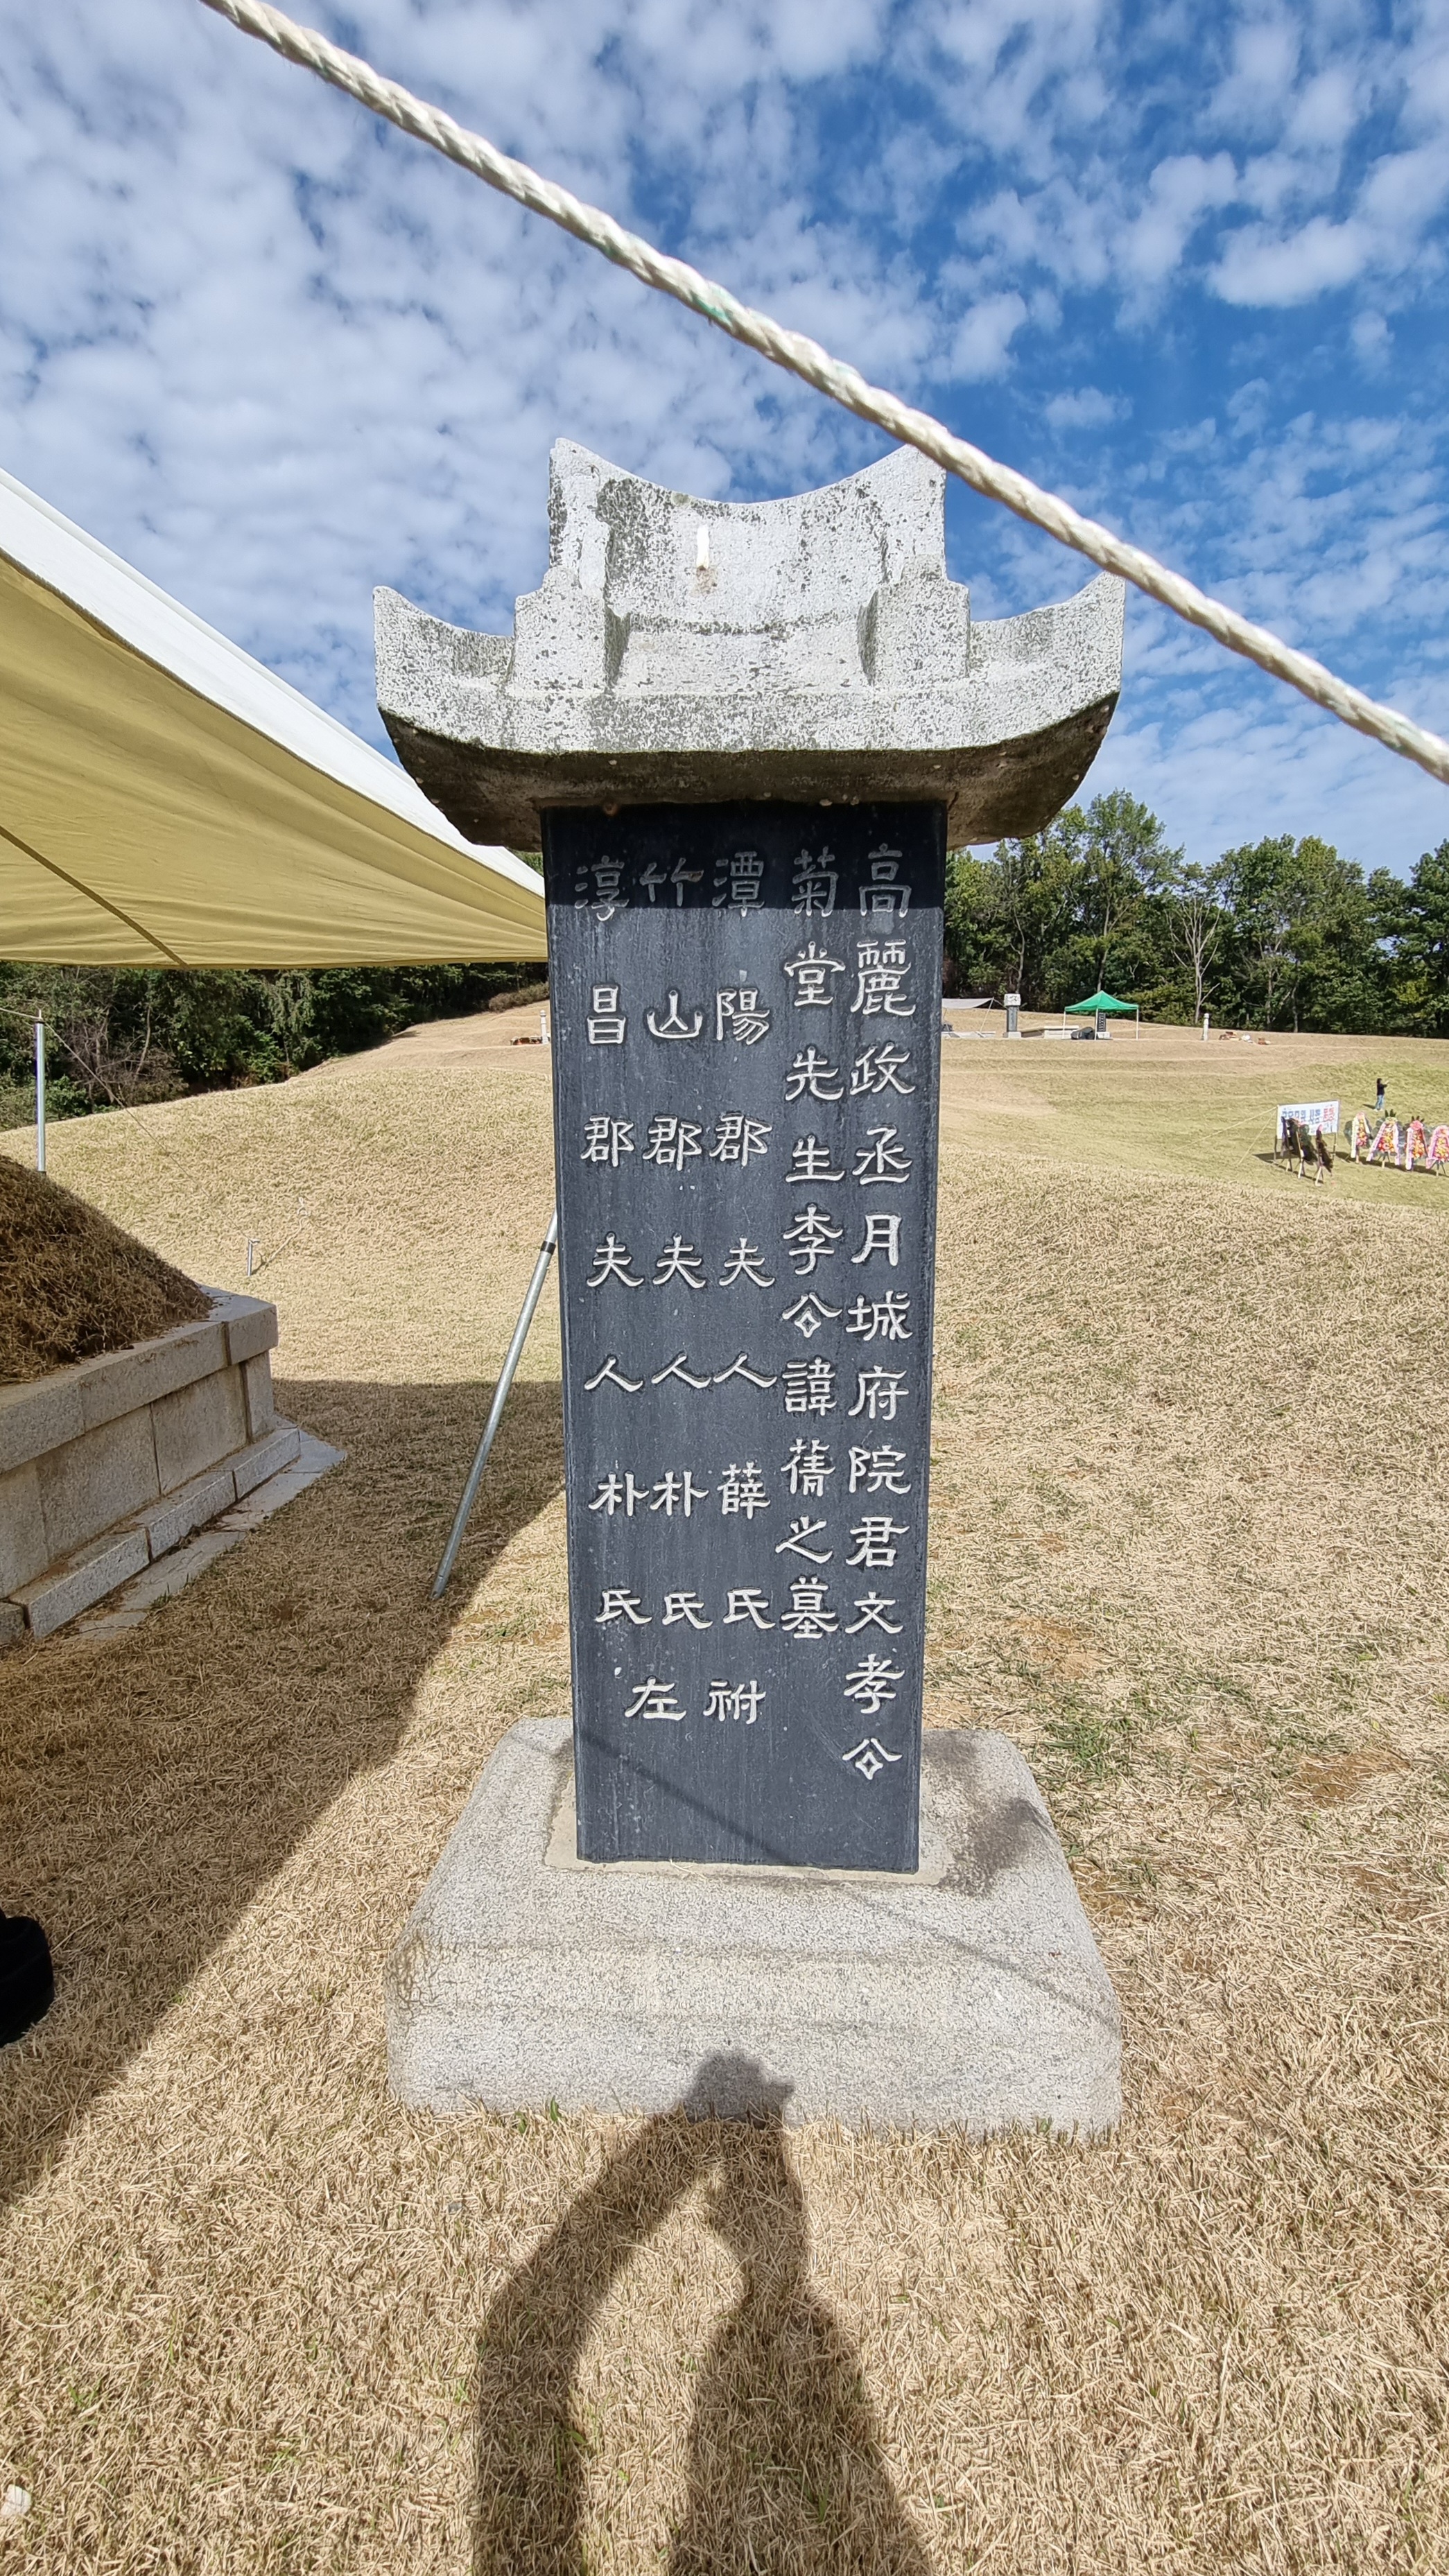 高麗政丞月城府院君文孝公
菊堂先生李公諱蒨之墓
潭陽郡夫人薛氏
竹山郡夫人朴氏
淳昌郡夫人朴氏
祔左